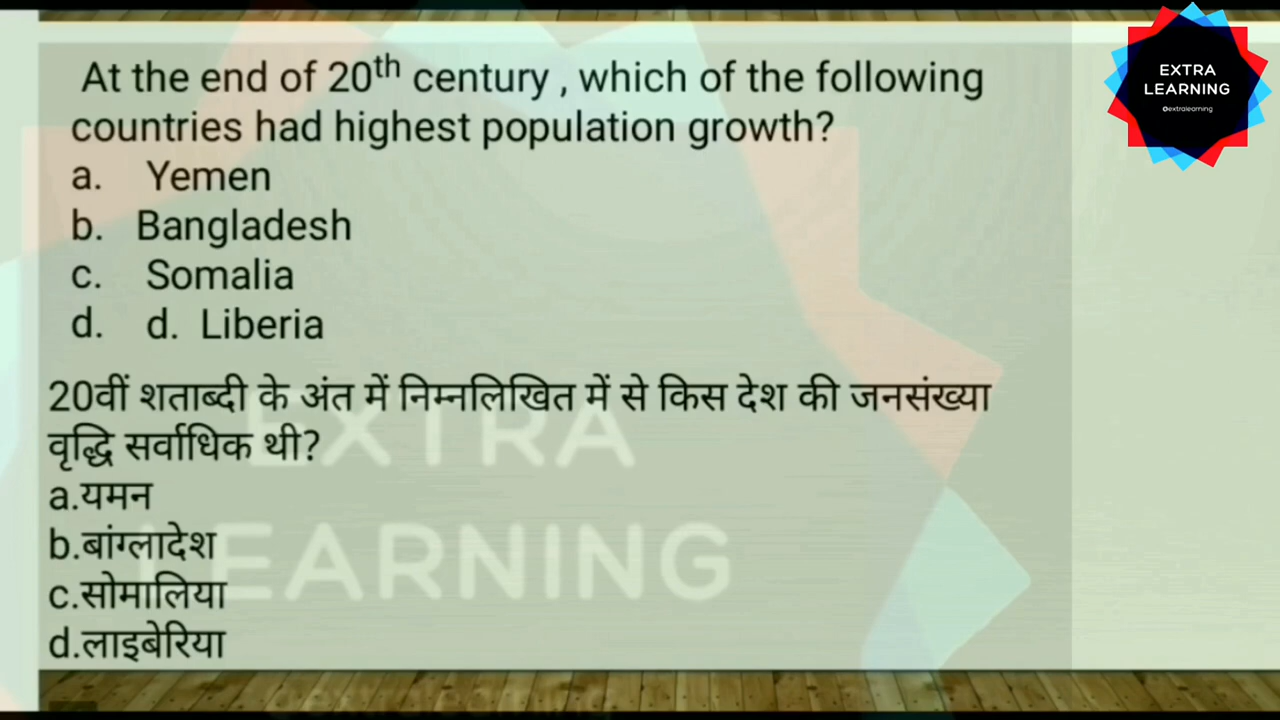 At the end of 20th century , which of the following
countries had highest population growth?
a. Yemen
b. Bangladesh
c. Somalia
d. d. Liberia
20वीं शताब्दी के अंत में निम्नलिखित में से किस देश की जनसंख्या
वृद्धि सर्वाधिक थी?
a.यमन
b.बांग्लादेश
c.सोमालिया
d.लाइबेरिया
EXTRA
LEARNING
EXTRA
LEARNING